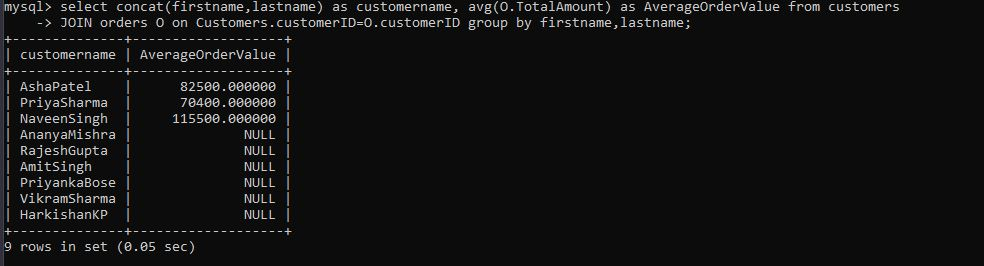 mysql> select concat(firstname,lastname) as customername, avg(O.TotalAmount) as AverageOrderValue from customers
    -> JOIN orders O on Customers.customerID=O.customerID group by firstname,lastname;
+--------------+-------------------+
| customername | AverageOrderValue |
+--------------+-------------------+
| AshaPatel    |      82500.000000 |
| PriyaSharma  |      70400.000000 |
| NaveenSingh  |     115500.000000 |
| AnanyaMishra |              NULL |
| RajeshGupta  |              NULL |
| AmitSingh    |              NULL |
| PriyankaBose |              NULL |
| VikramSharma |              NULL |
| HarkishanKP  |              NULL |
+--------------+-------------------+
9 rows in set (0.05 sec)